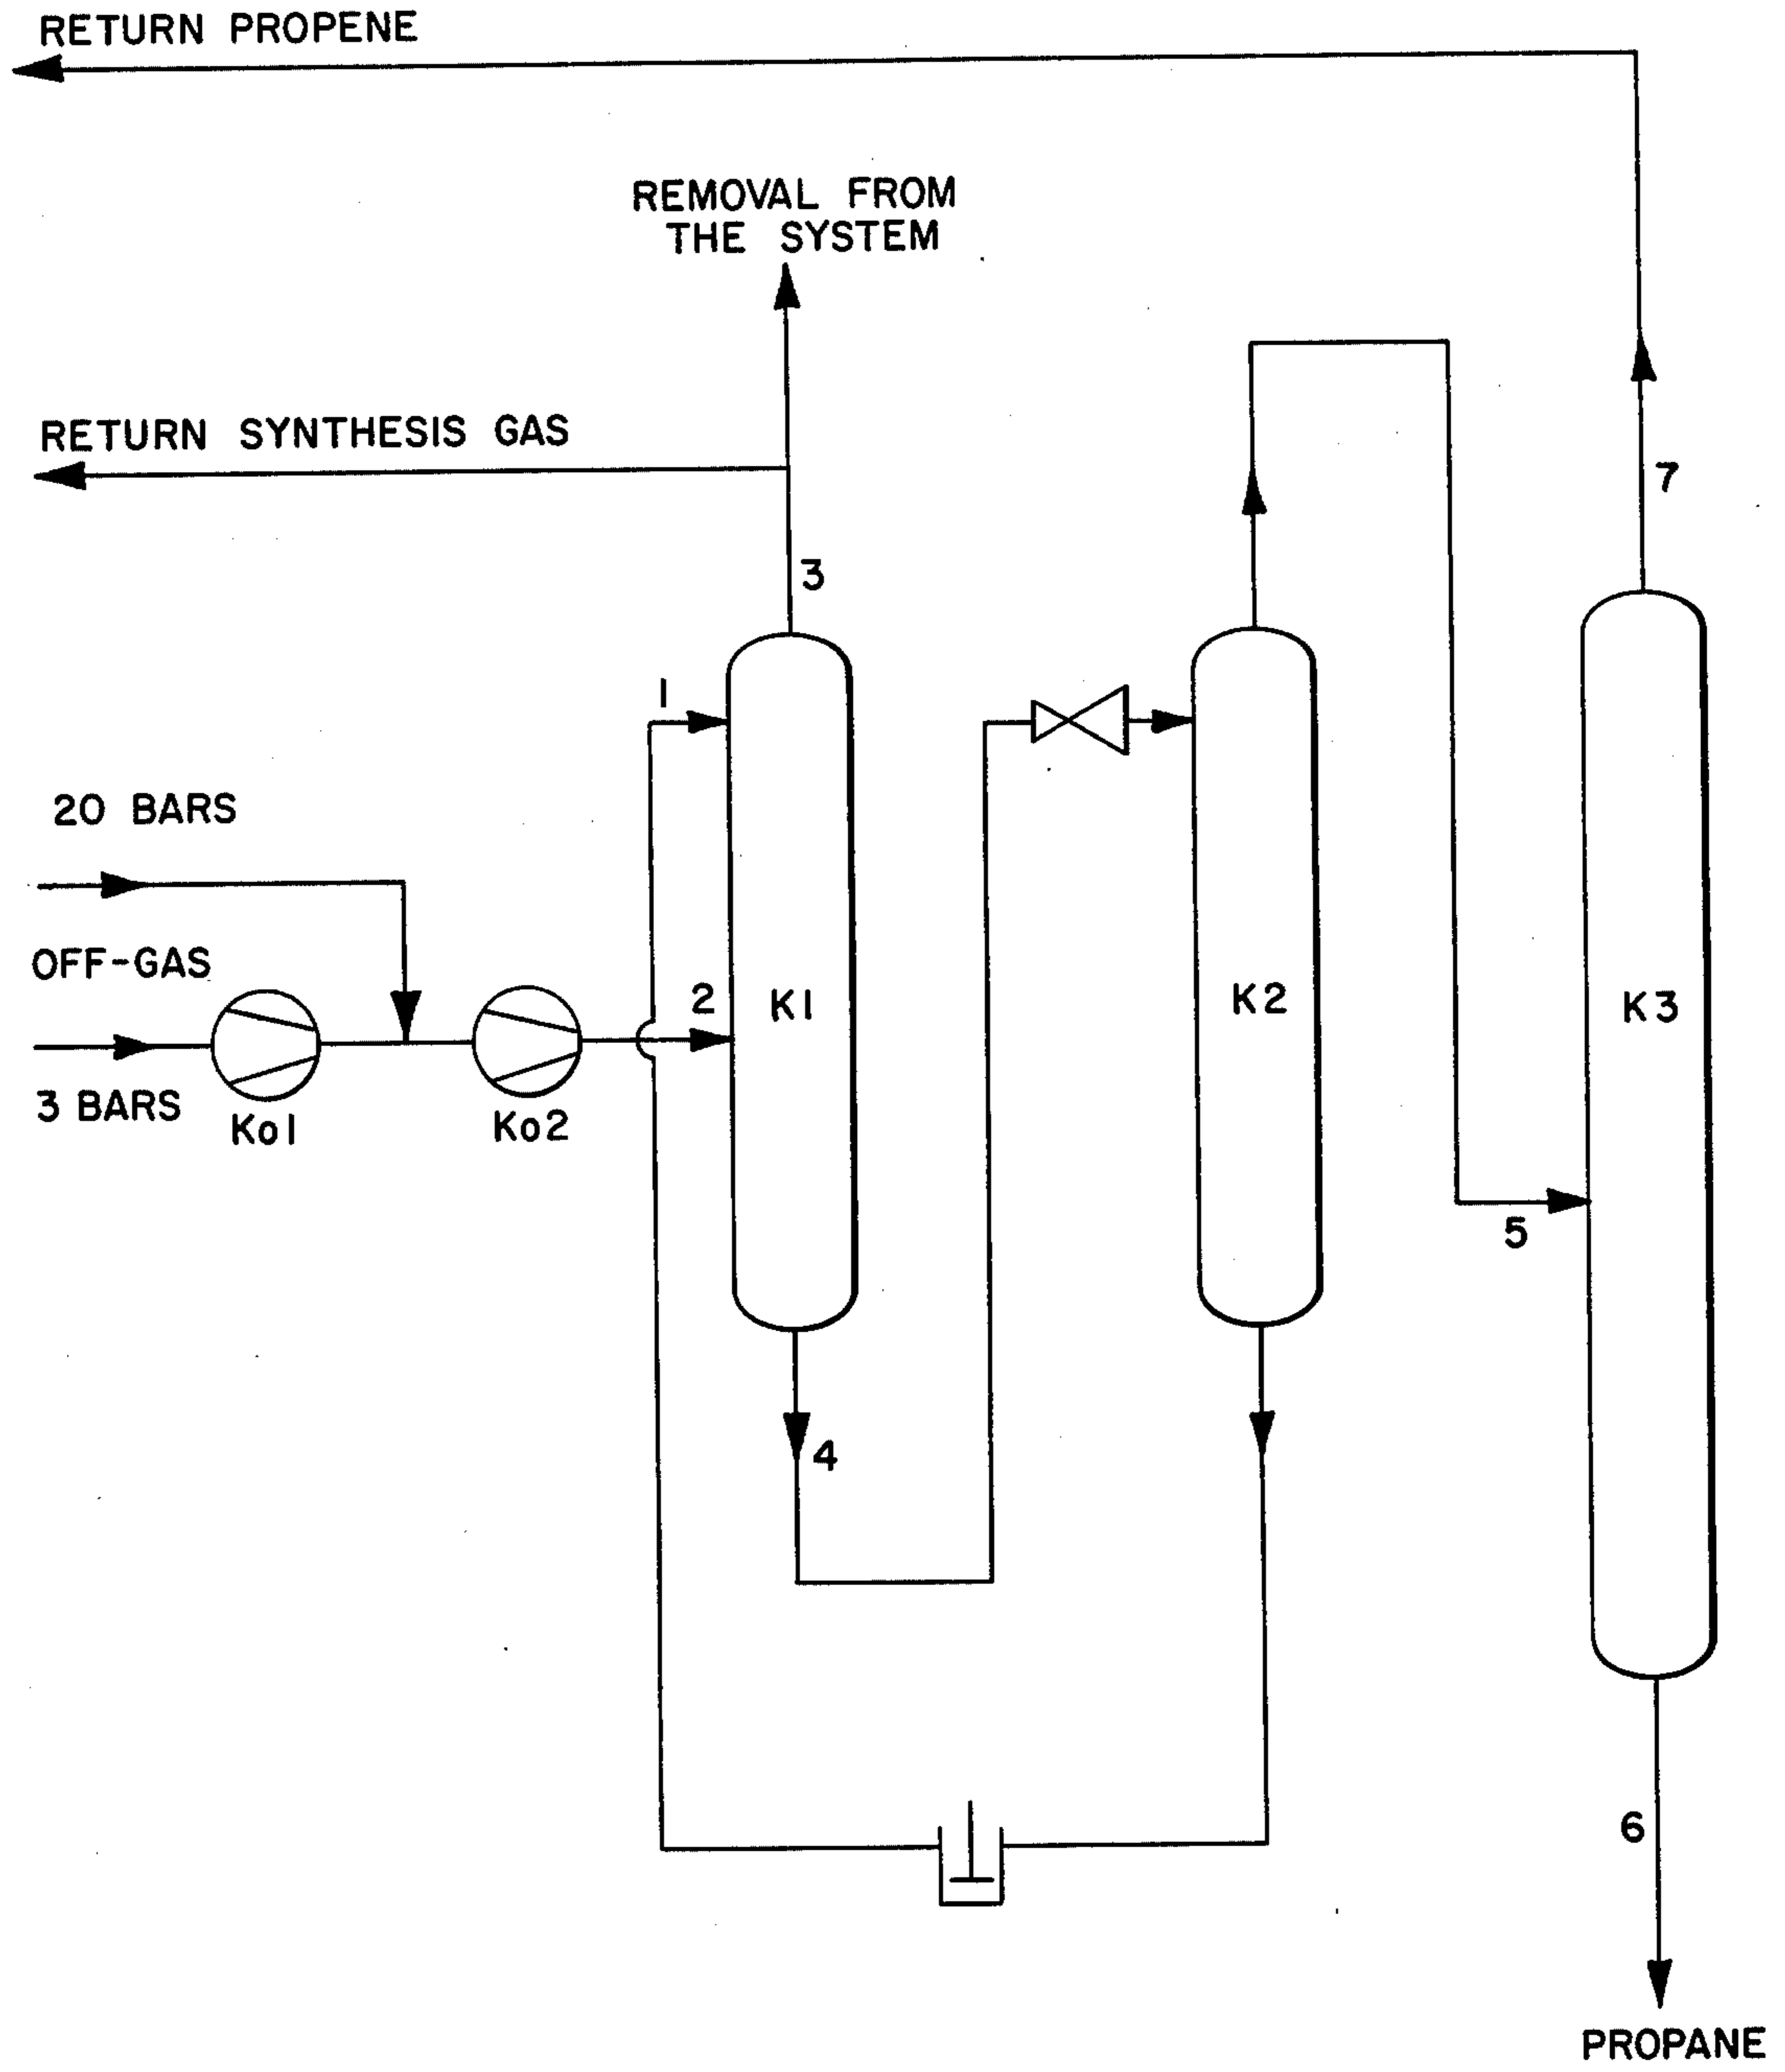 RETURN PROPENE
REMOVAL FROM
THE SYSTEM
RETURN SYNTHESIS GAS
7
3
1
20 BARS
OFF-GAS
2
K1
K2
K3
3 BARS
Ko1
Ko2
5
4
6
PROPANE